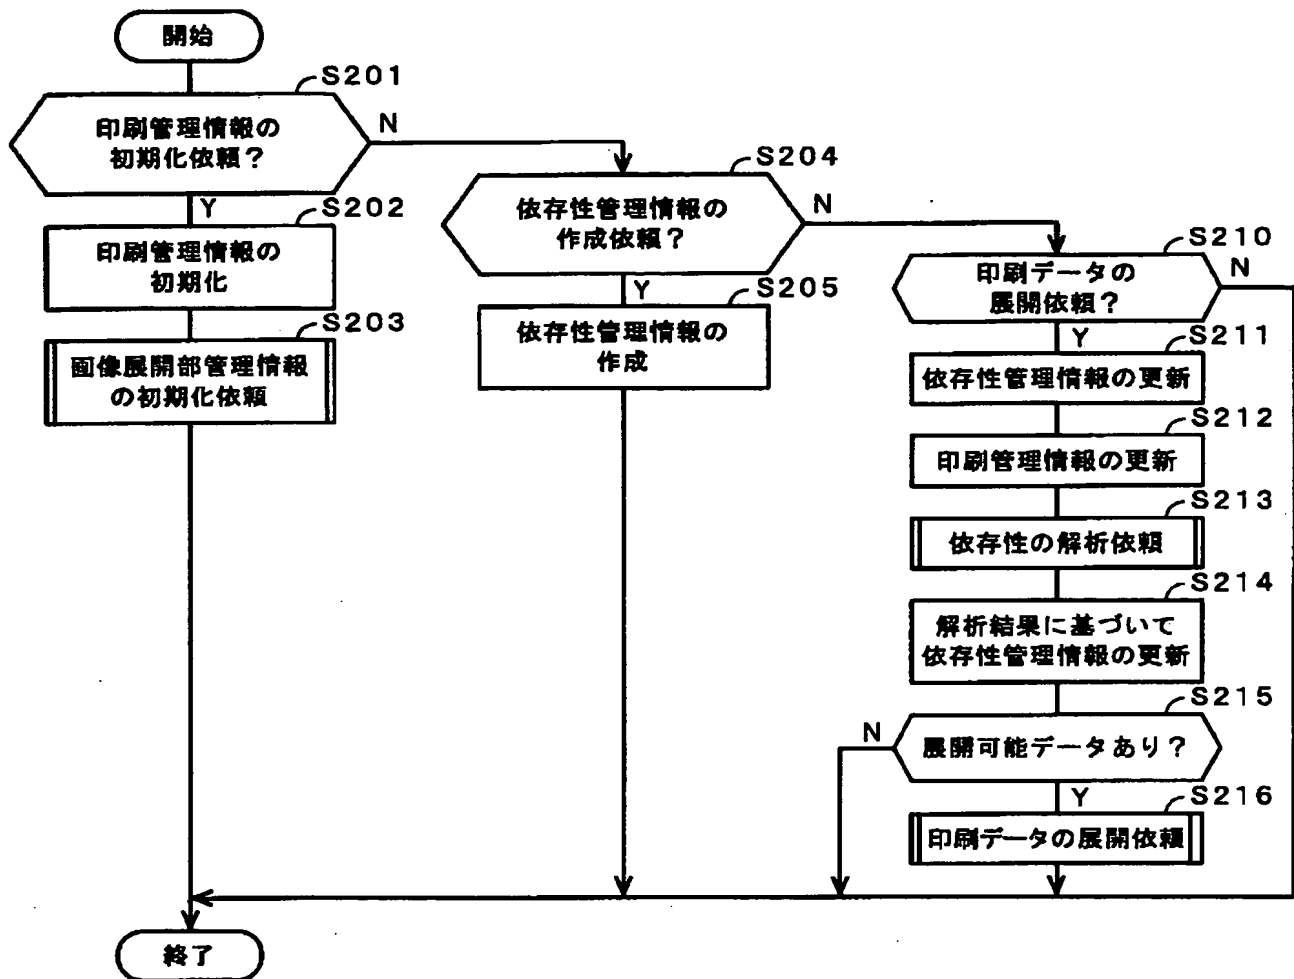 開始
S201
印刷管理情報の
初期化依頼?
N
Y
S202
印刷管理情報の
初期化
S203
画像展開部管理情報
の初期化依頼
S204
依存性管理情報の
作成依頼?
N
Y
S205
依存性管理情報の
作成
S210
印刷データの
展開依頼?
N
Y
S211
依存性管理情報の更新
S212
印刷管理情報の更新
S213
依存性の解析依頼
S214
解析結果に基づいて
依存性管理情報の更新
S215
展開可能データあり?
N
Y
S216
印刷データの展開依頼
終了